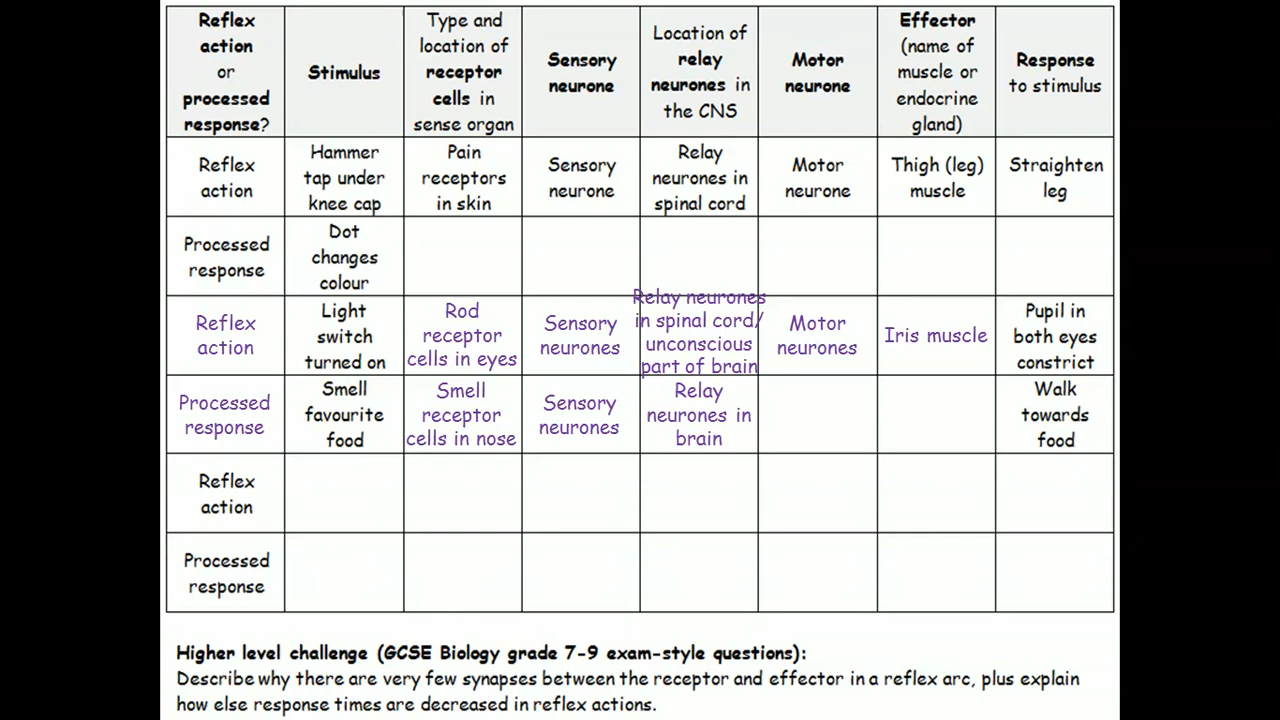 Reflex
action
or
processed
response?
Stimulus
Type and
location of
receptor
cells in
sense organ
Sensory
neurone
Location of
relay
neurones in
the CNS
Motor
neurone
Effector
(name of
muscle or
endocrine
gland)
Response
to stimulus
Reflex
action
Hammer
tap under
knee cap
Pain
receptors
in skin
Sensory
neurone
Relay
neurones in
spinal cord
Motor
neurone
Thigh (leg)
muscle
Straighten
leg
Processed
response
Dot
changes
colour
Reflex
action
Light
switch
turned on
Rod
receptor
cells in eyes
Sensory
neurones
Relay neurones
in spinal cord/
unconscious
part of brain
Motor
neurones
Iris muscle
Pupil in
both eyes
constrict
Processed
response
Smell
favourite
food
Smell
receptor
cells in nose
Sensory
neurones
Relay
neurones in
brain
Walk
towards
food
Reflex
action
Processed
response
Higher level challenge (GCSE Biology grade 7-9 exam-style questions):
Describe why there are very few synapses between the receptor and effector in a reflex arc, plus explain
how else response times are decreased in reflex actions.